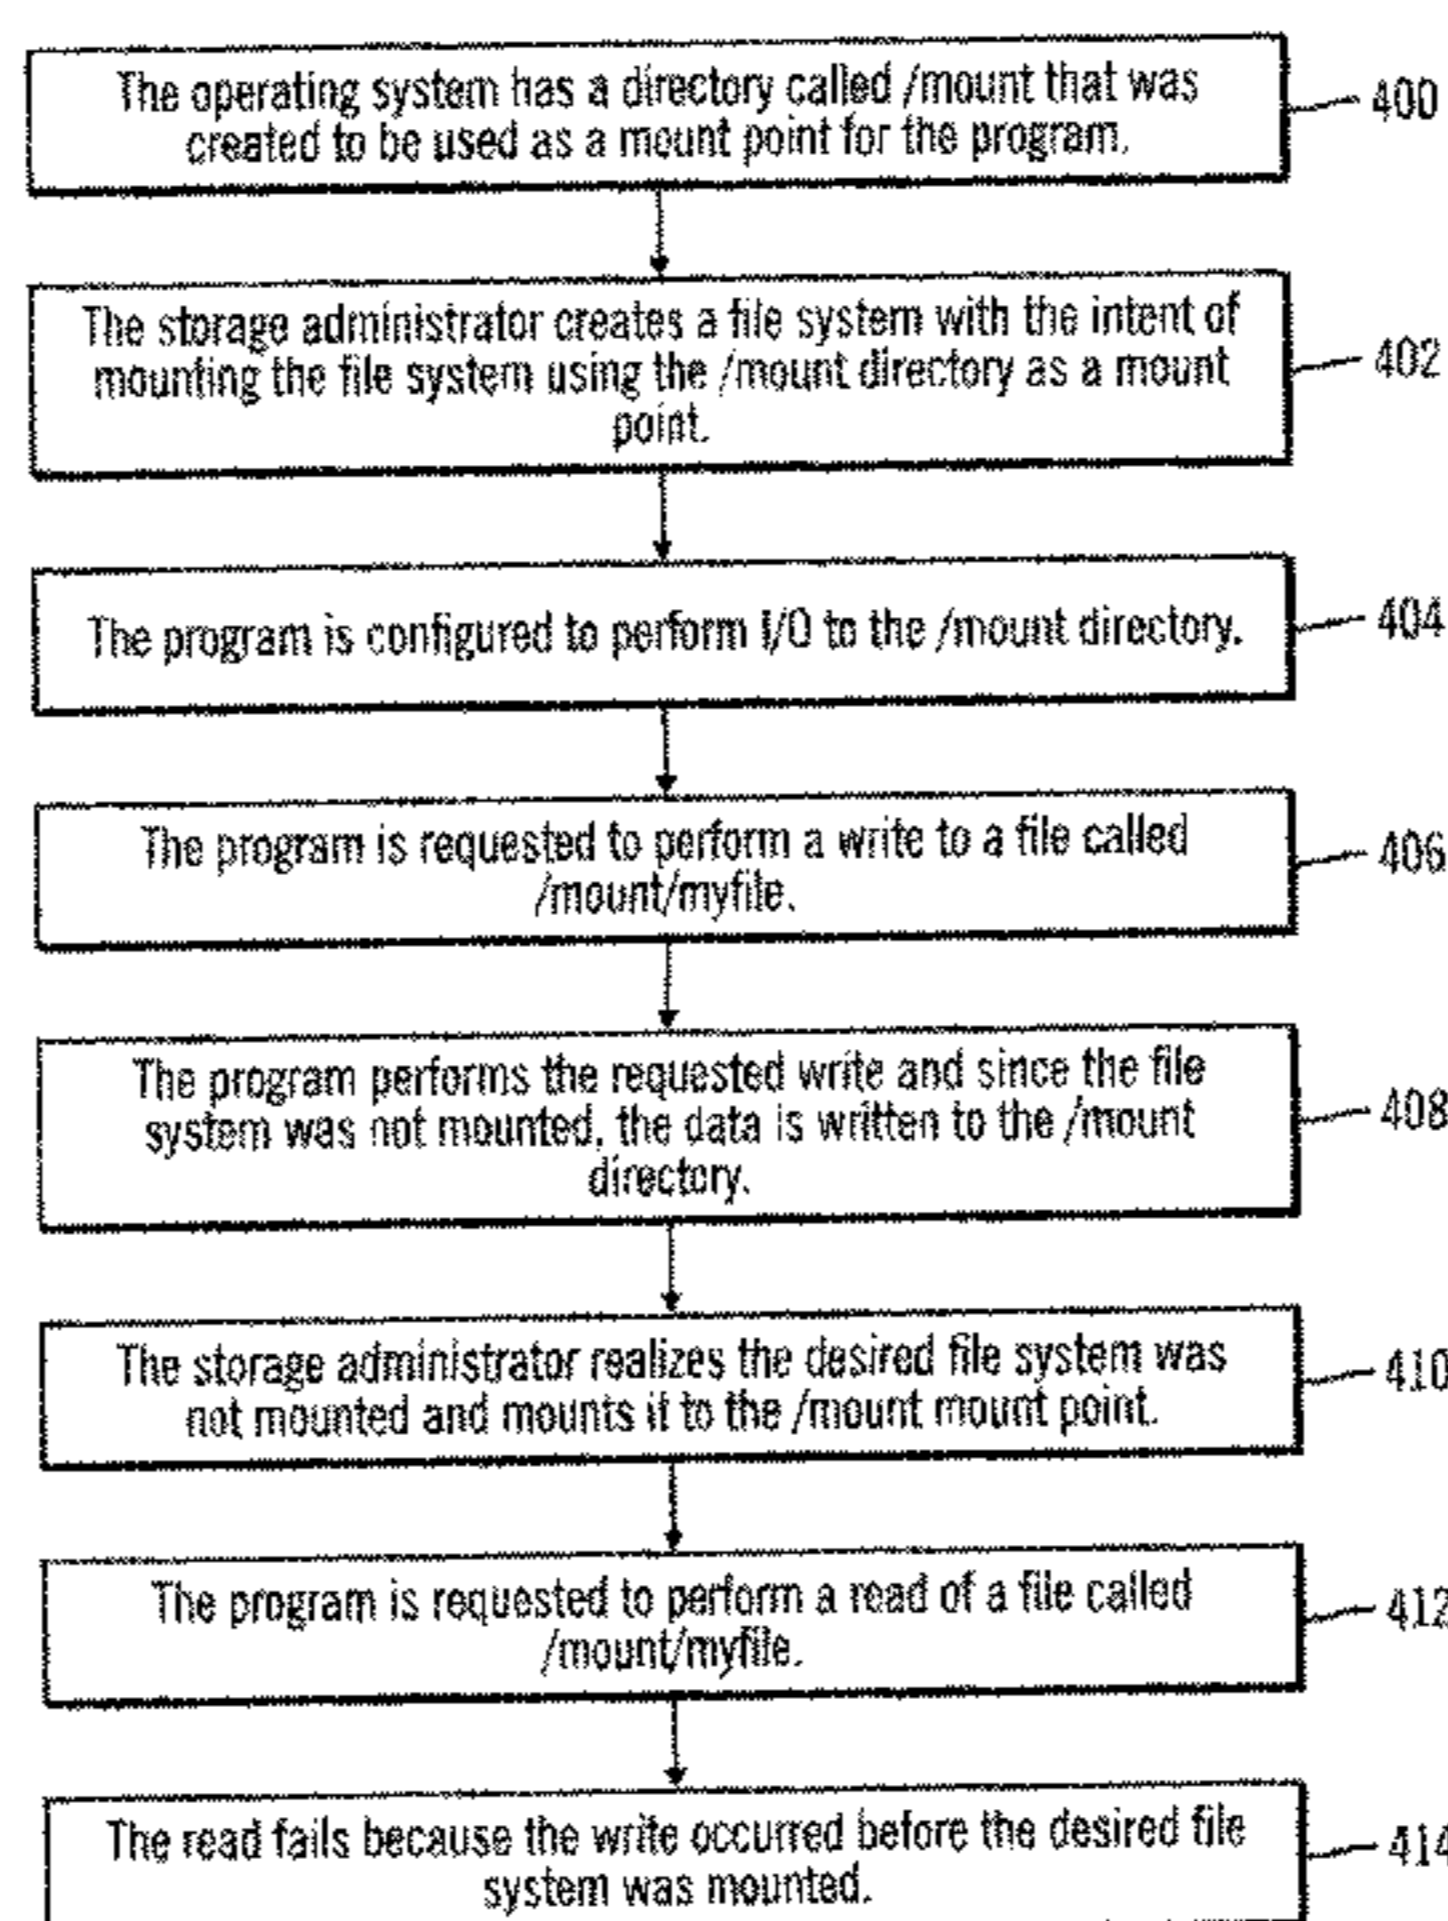 The operating system has a directory called /mount that was 400
created to be used as a mount point for the program.
The storage administrator creates a file system with the intent of
mounting the file system using the /mount directory as a mount 402
point.
The program is configured to perform I/O to the /mount directory. 404
The program is requested to perform a write to a file called 406
/mount/myfile.
The program performs the requested write and since the file
system was not mounted, the data is written to the /mount 408
directory.
The storage administrator realizes the desired file system was 410
not mounted and mounts it to the /mount mount point.
The program is requested to perform a read of a file called 412
/mount/myfile.
The read fails because the write occurred before the desired file 414
system was mounted.